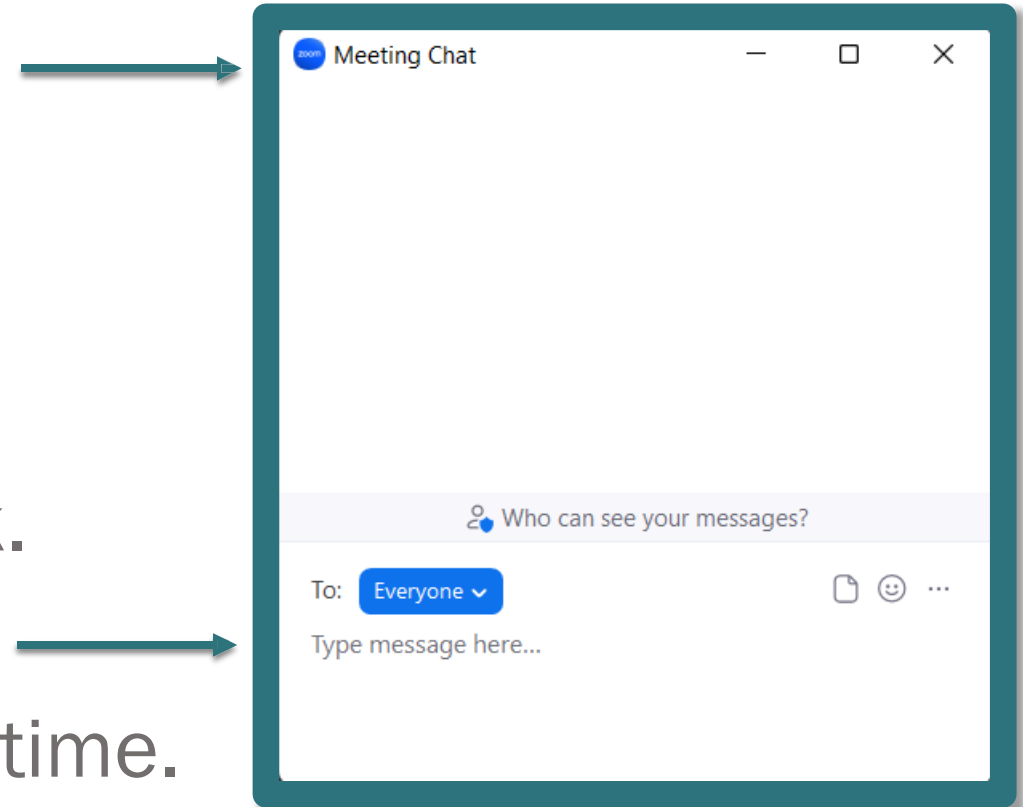 zoom Meeting Chat
Who can see your messages?
.
To: Everyone
Type message here...
time.